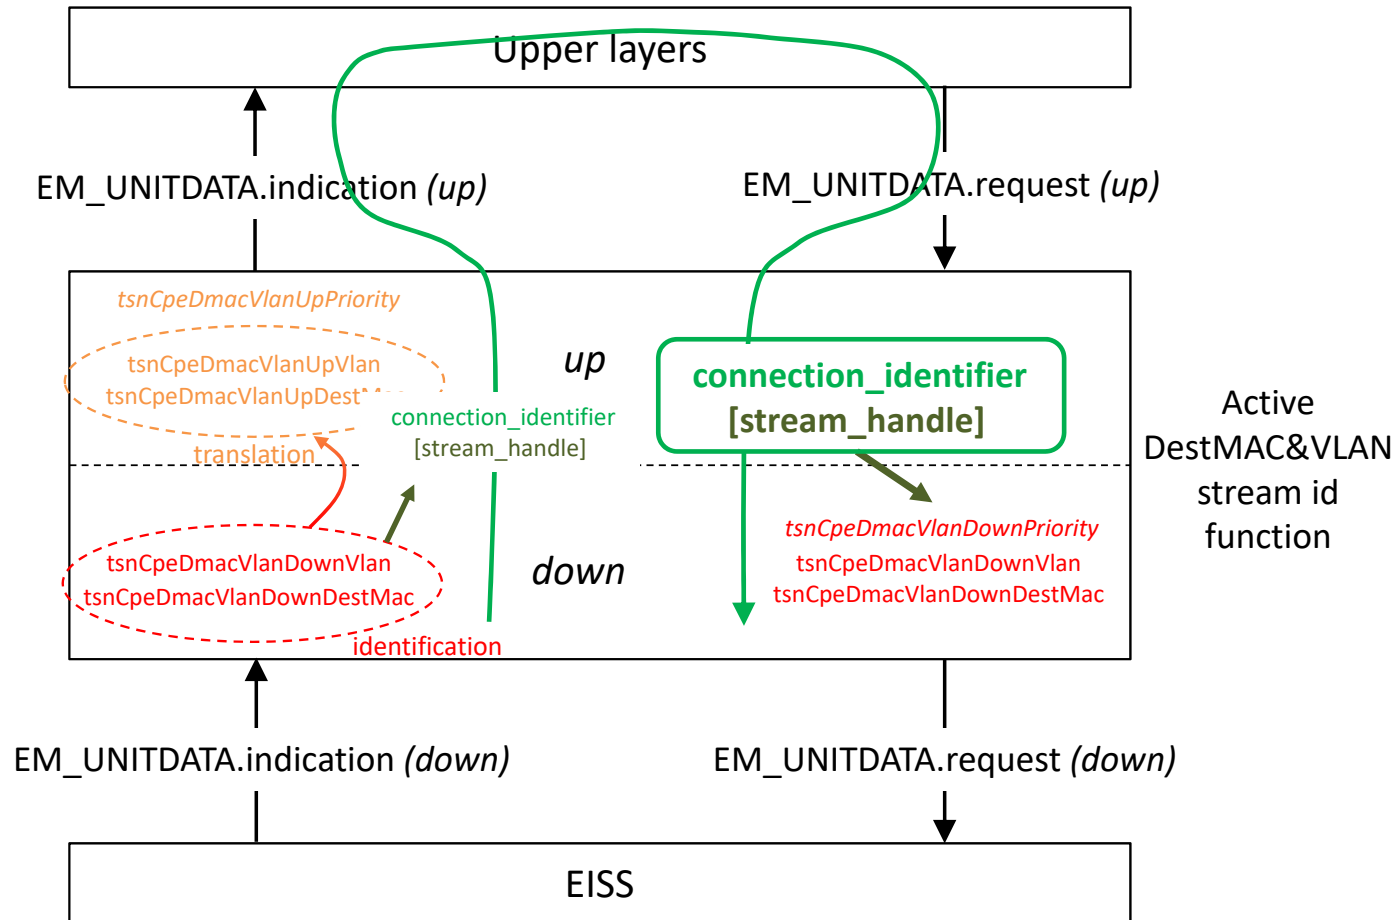 Upper layers
EM_UNITDATA.indication (up)
EM_UNITDATA.request (up)
tsnCpeDmacVlanUpPriority
tsnCpeDmacVlanUpVlan
tsnCpeDmacVlanUpDestMac
translation
up
connection_identifier
[stream_handle]
connection_identifier
[stream_handle]
Active
DestMAC&VLAN
stream id
function
tsnCpeDmacVlanDownVlan
tsnCpeDmacVlanDownDestMac
identification
down
tsnCpeDmacVlanDownPriority
tsnCpeDmacVlanDownVlan
tsnCpeDmacVlanDownDestMac
EM_UNITDATA.indication (down)
EM_UNITDATA.request (down)
EISS